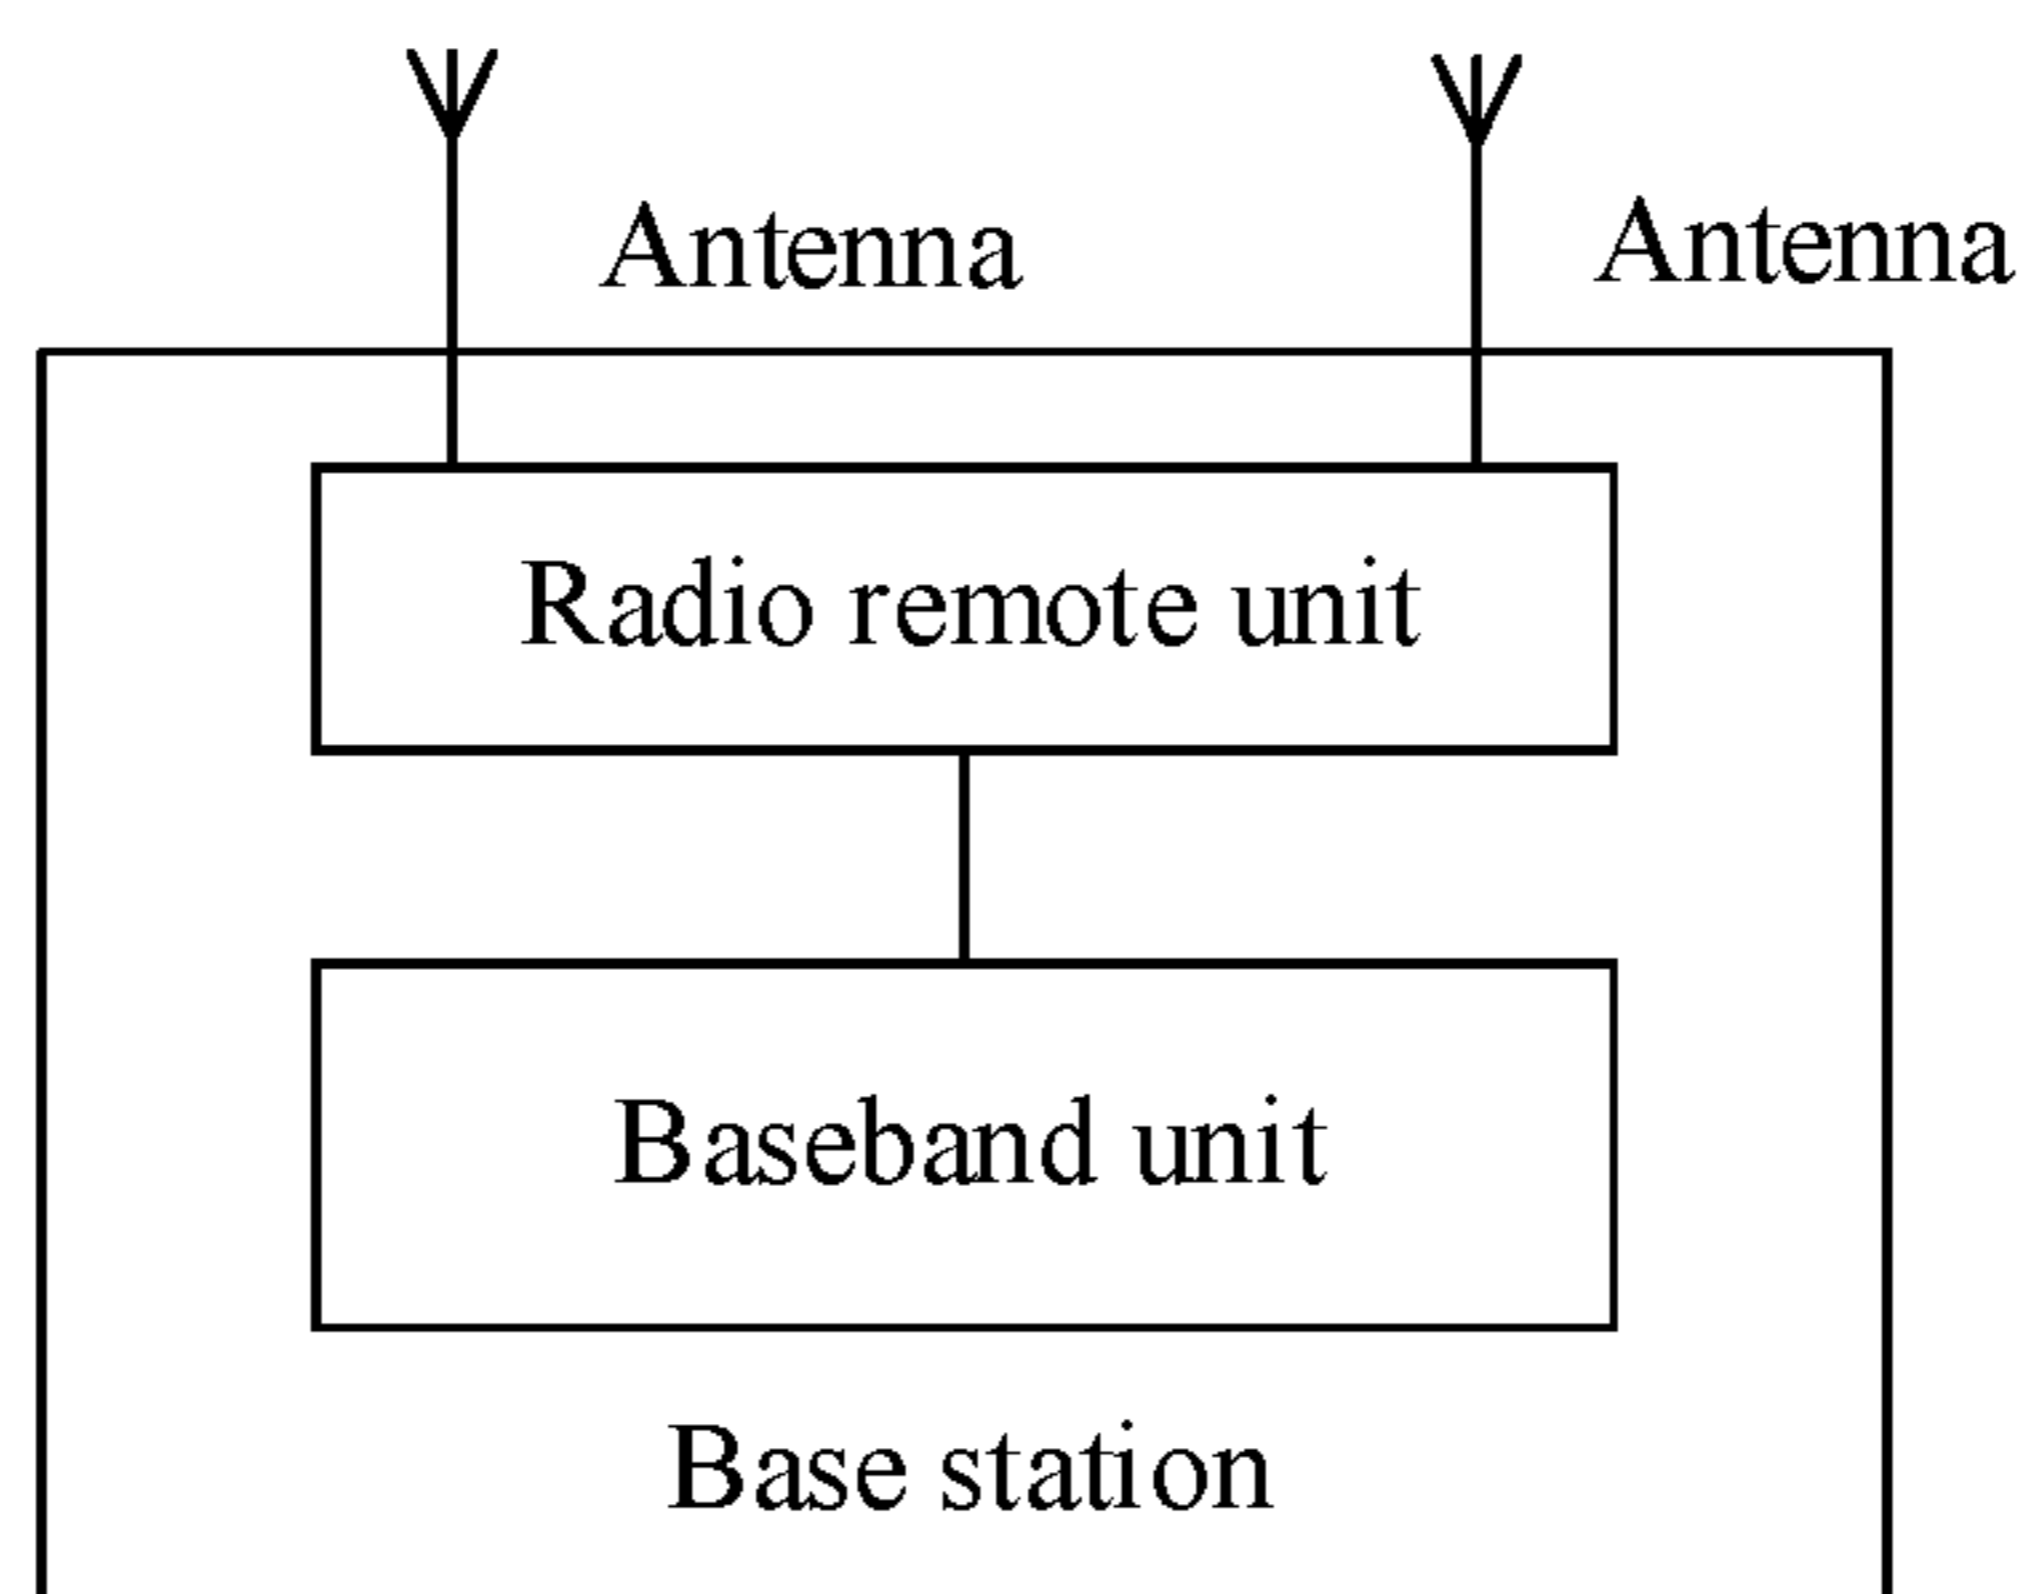 Antenna
Antenna
Radio remote unit
Baseband unit
Base station